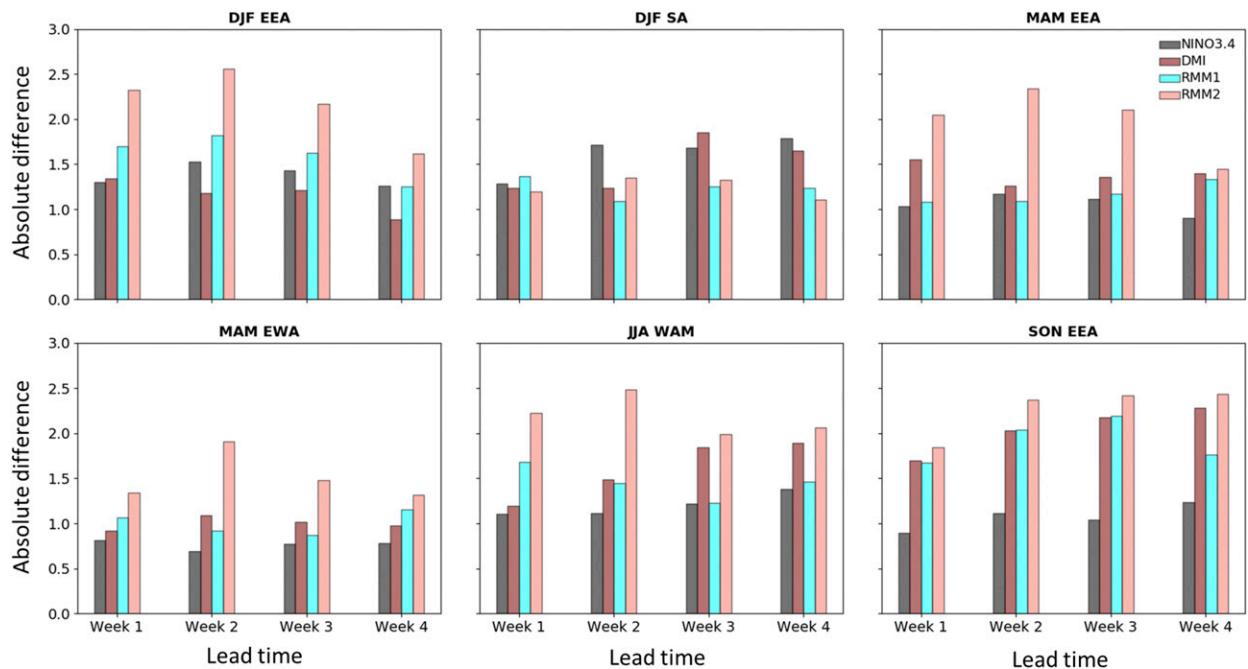 DJF EEA
DJF SA
MAM EEA
3.0
2.5
2.0
1.5
1.0
0.5
0.0
Absolute difference
NINO3.4
DMI
RMM1
RMM2
MAM EWA
JJA WAM
SON EEA
3.0
2.5
2.0
1.5
1.0
0.5
0.0
Absolute difference
Week 1 Week 2 Week 3 Week 4
Week 1 Week 2 Week 3 Week 4
Week 1 Week 2 Week 3 Week 4
Lead time
Lead time
Lead time